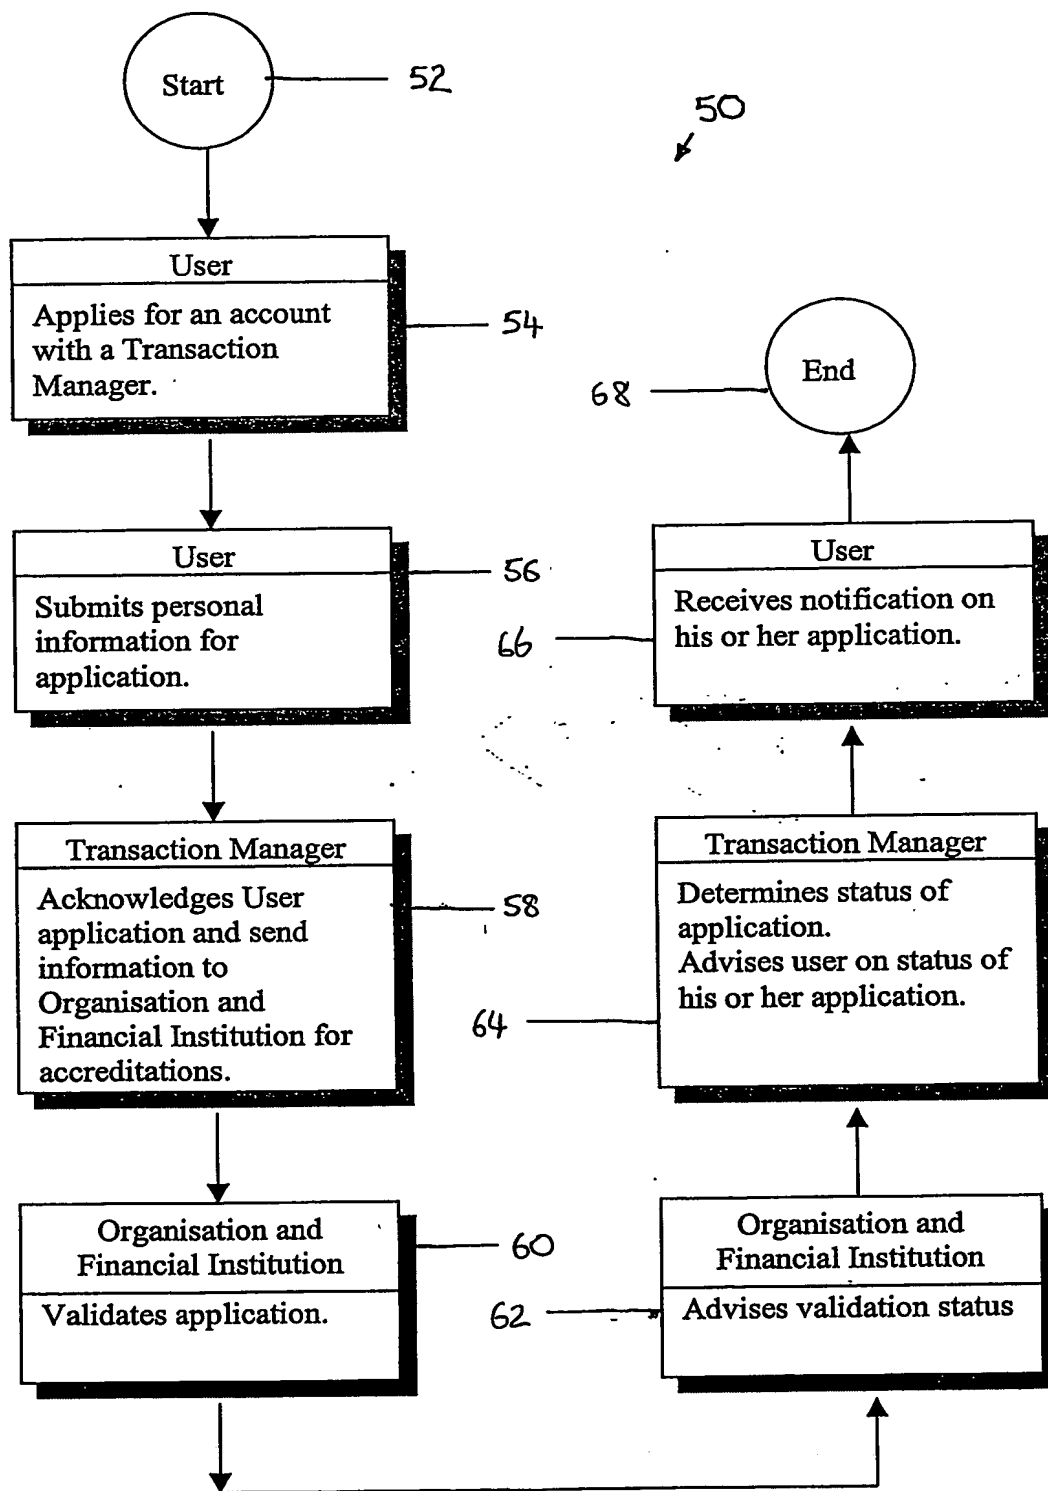 Start
52
50
User
Applies for an account
with a Transaction
Manager.
54
User
Submits personal
information for
application.
56
Transaction Manager
Acknowledges User
application and send
information to
Organisation and
Financial Institution for
accreditations.
58
Organisation and
Financial Institution
Validates application.
60
Organisation and
Financial Institution
Advises validation status
62
Transaction Manager
Determines status of
application.
Advises user on status of
his or her application.
64
User
Receives notification on
his or her application.
66
End
68